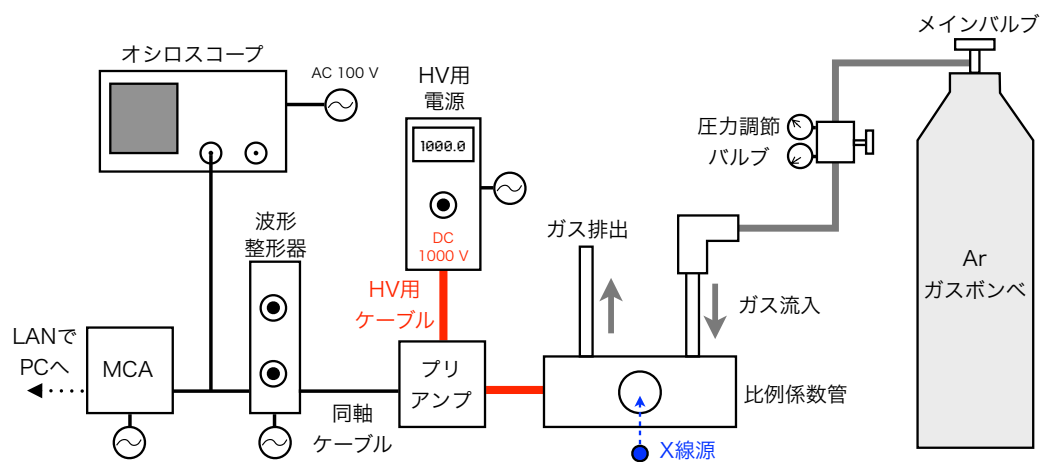 メインバルブ
オシロスコープ
AC 100 V
HV用
電源
1000.0
圧力調節
バルブ
DC
1000 V
波形
整形器
ガス排出
Ar
ガスボンベ
HV用
ケーブル
ガス流入
LANで
PCへ
MCA
プリ
アンプ
比例係数管
同軸
ケーブル
X線源